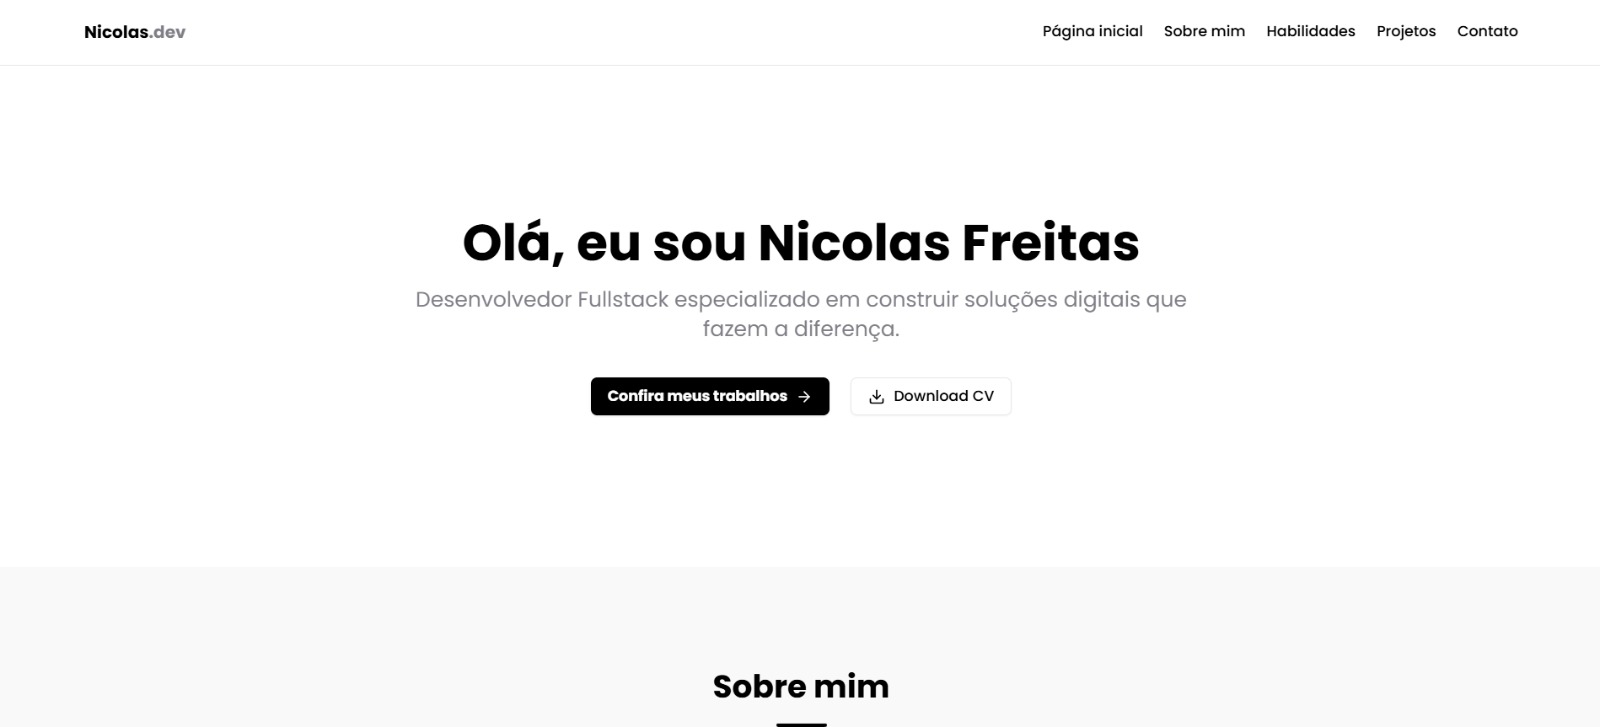 Nicolas.dev
Página inicial Sobre mim Habilidades Projetos Contato
Olá, eu sou Nicolas Freitas
Desenvolvedor Fullstack especializado em construir soluções digitais que
fazem a diferença.
Confira meus trabalhos
Download CV
Sobre mim